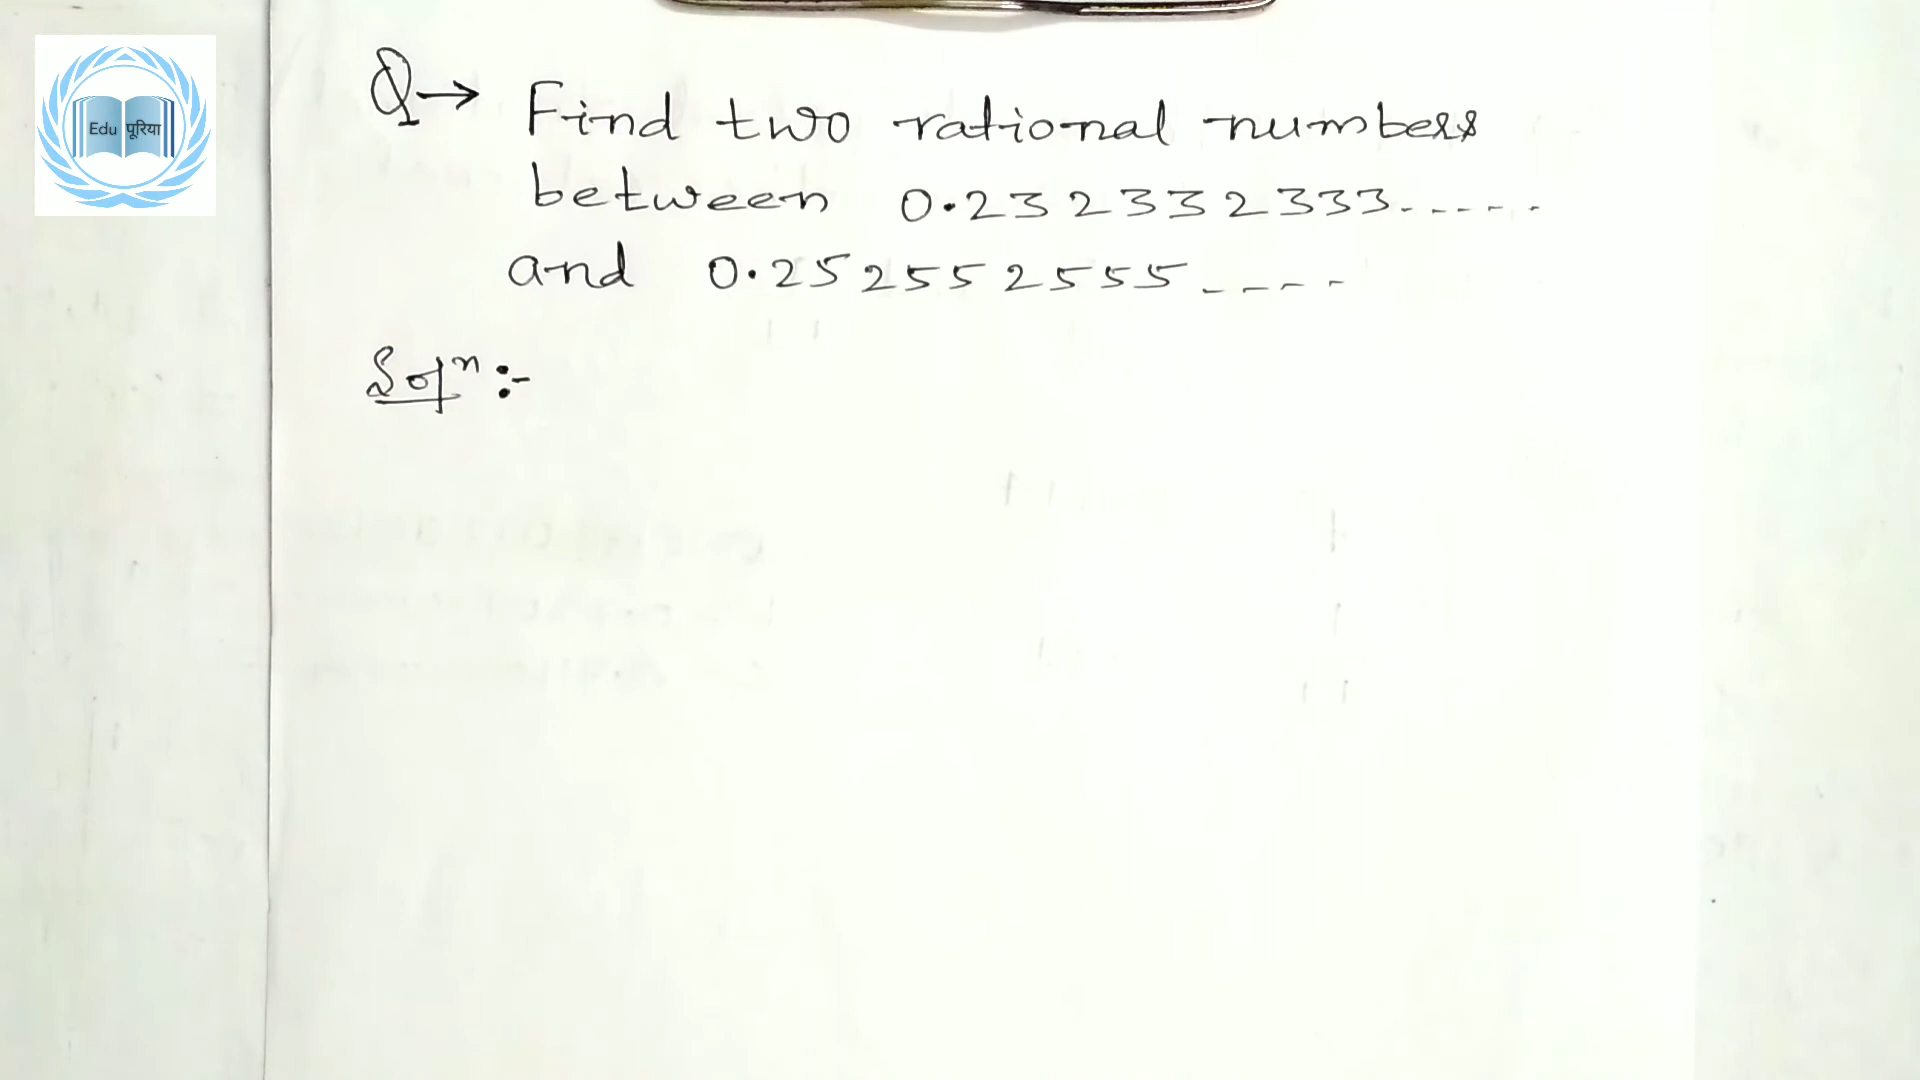 Edu पूरिया
Q→ Find two rational numbers
between 0.232332333.....
and 0.252552555....
Solⁿ:-